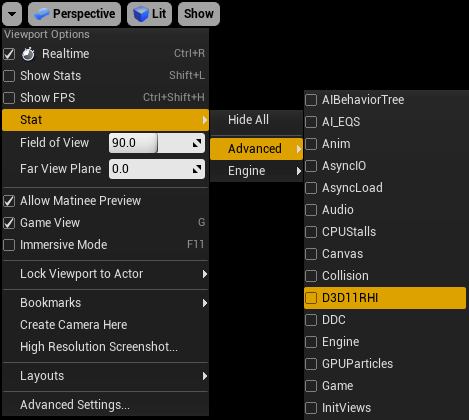 Perspective Lit Show
Viewport Options
Realtime Ctrl+R
Show Stats Shift+L
Show FPS Ctrl+Shift+H
Stat
Field of View 90.0
Far View Plane 0.0
Allow Matinee Preview
Game View G
Immersive Mode F11
Lock Viewport to Actor
Bookmarks
Create Camera Here
High Resolution Screenshot...
Layouts
Advanced Settings...
Hide All
Advanced
Engine
AIBehaviorTree
AI_EQS
Anim
AsyncIO
AsyncLoad
Audio
CPUStalls
Canvas
Collision
D3D11RHI
DDC
Engine
GPUParticles
Game
InitViews